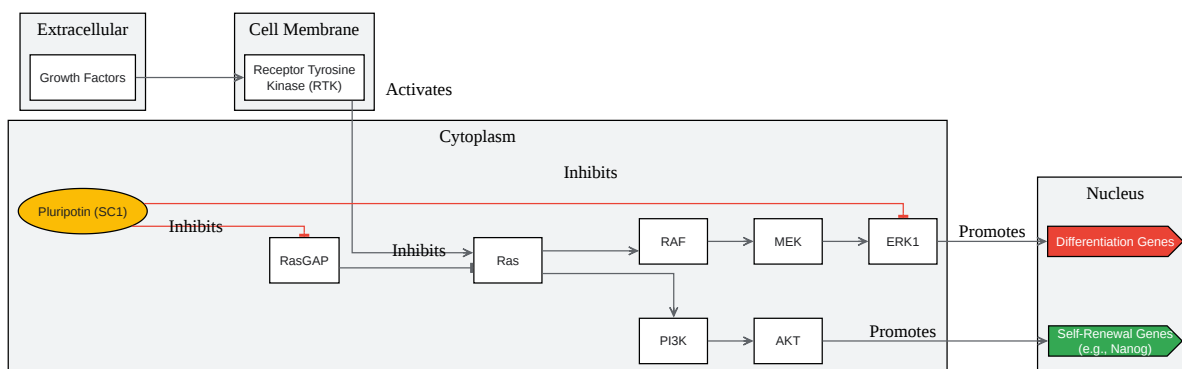 Extracellular
Cell Membrane
Growth Factors
Receptor Tyrosine
Kinase (RTK)
Activates
Cytoplasm
Inhibits
Nucleus
Pluripotin (SC1)
Inhibits
RasGAP
Inhibits
Ras
RAF
MEK
ERK1
Promotes
Differentiation Genes
PI3K
AKT
Promotes
Self-Renewal Genes
(e.g., Nanog)